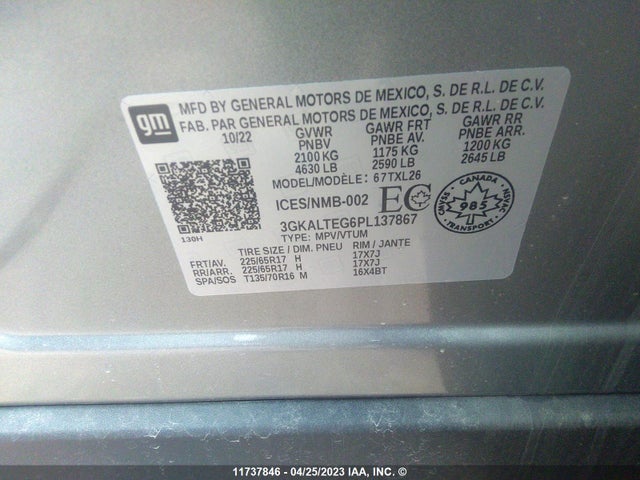 gm
MFD BY GENERAL MOTORS DE MEXICO, S. DE R.L. DE C.V.
FAB. PAR GENERAL MOTORS DE MEXICO, S. DE R.L. DE C.V.
10/22 GVWR GAWR FRT GAWR RR
PNBV PNBE AV. PNBE ARR.
2100 KG 1175 KG 1200 KG
4630 LB 2590 LB 2645 LB
MODEL/MODÈLE: 67TXL26
ICES/NMB-002 EC
CANADA
CMVSS NSVAC
985
TRANSPORT
3GKALTEG6PL137867
130H
TYPE: MPV/VTUM
TIRE SIZE / DIM. PNEU RIM / JANTE
FRT/AV. 225/65R17 H 17X7J
RR/ARR. 225/65R17 H 17X7J
SPA/SOS T135/70R16 M 16X4BT
11737846 - 04/25/2023 IAA, INC. ©